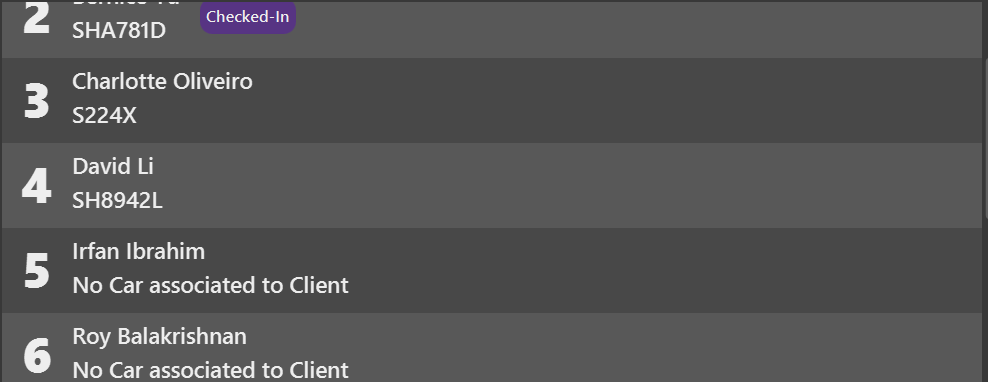 2
SHA781D
Checked-In
3
Charlotte Oliveiro
S224X
4
David Li
SH8942L
5
Irfan Ibrahim
No Car associated to Client
6
Roy Balakrishnan
No Car associated to Client